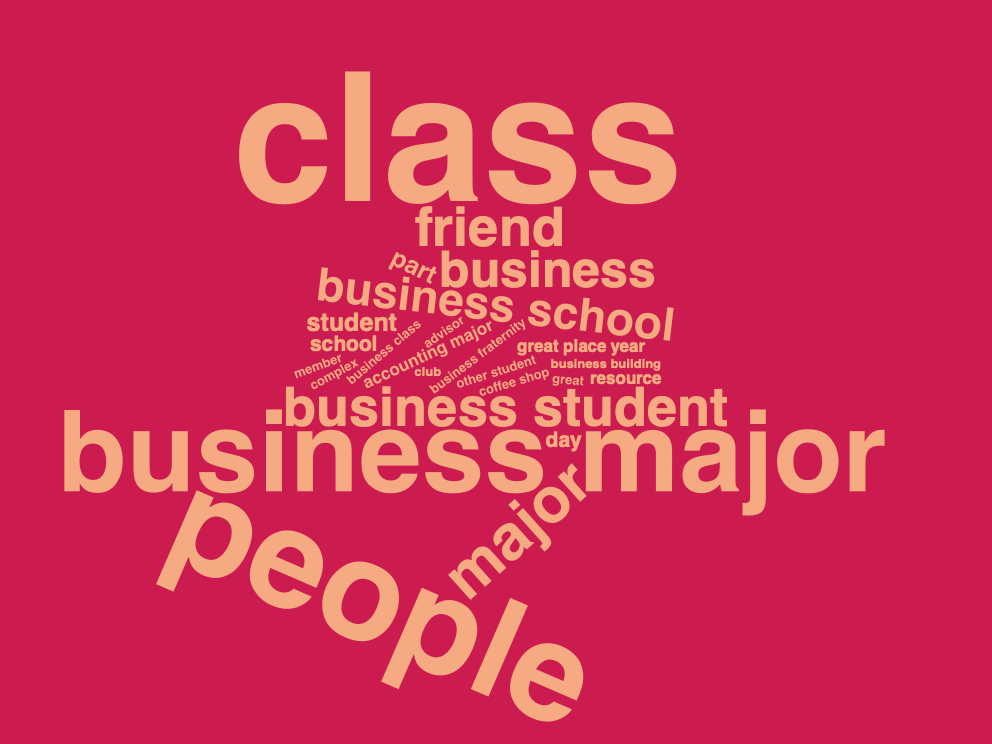 class
friend
part
business
business school
student
school
business class
advisor
accounting major
business fraternity
great place year
member
complex
club
other student
business building
coffee shop
great
resource
business student
business major
day
major
people